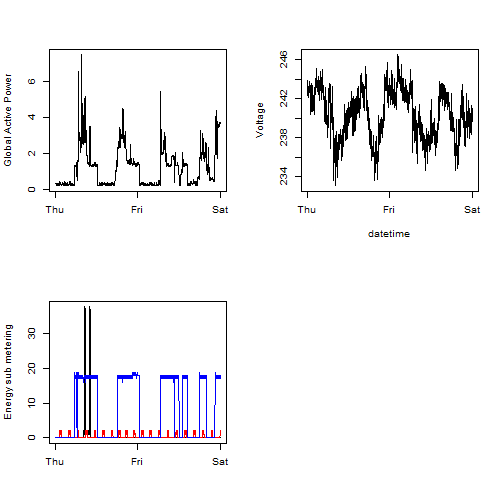 Global Active Power
0 2 4 6
Thu Fri Sat
Voltage
234 238 242 246
Thu Fri Sat
datetime
Energy sub metering
0 10 20 30
Thu Fri Sat